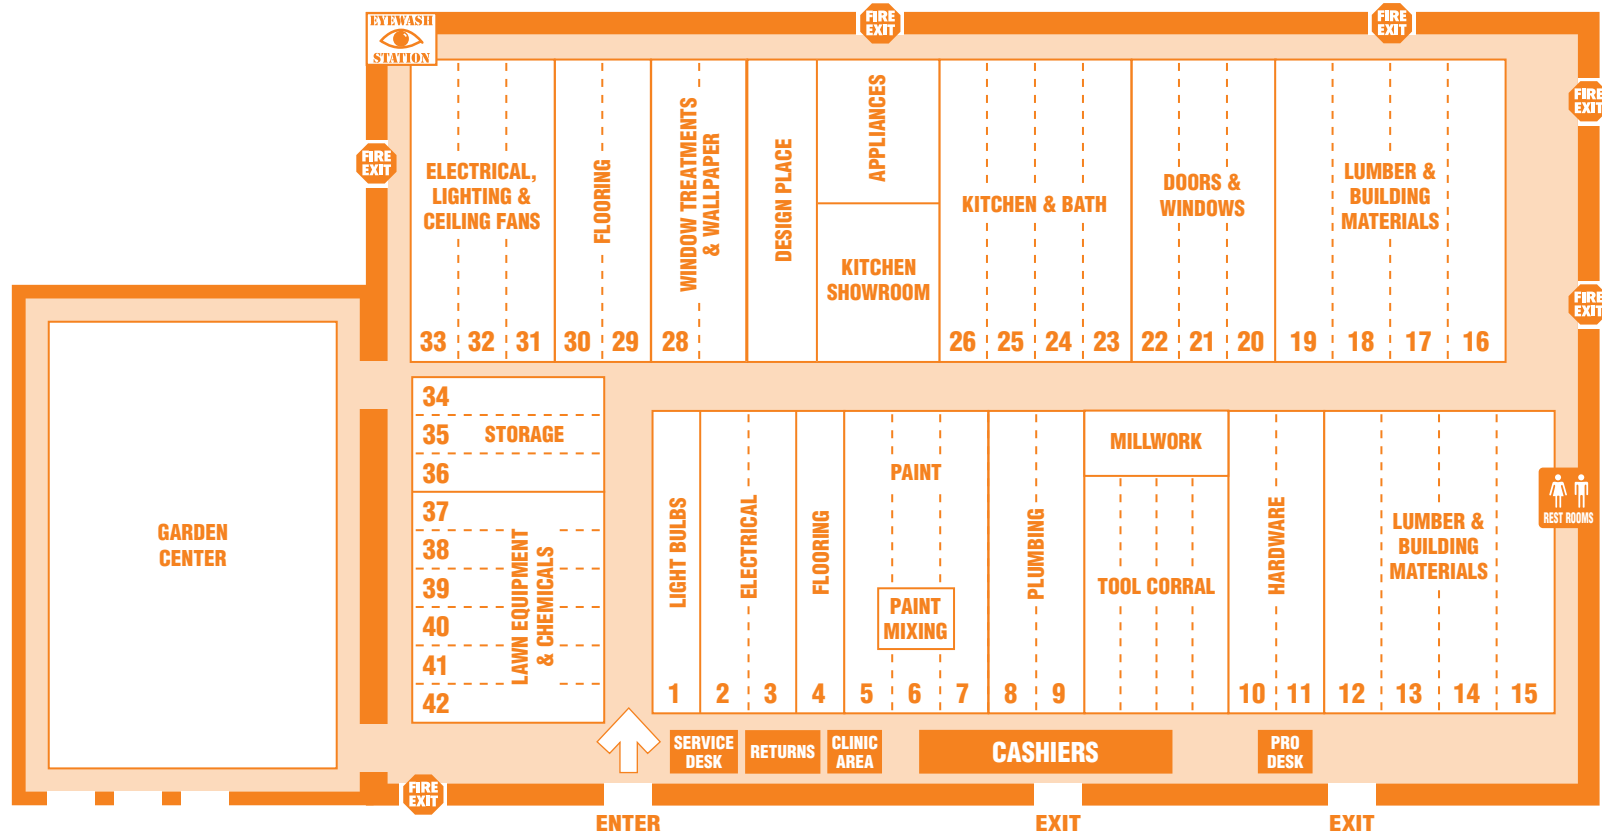 EYEWASH
STATION
FIRE
EXIT
FIRE
EXIT
FIRE
EXIT
FIRE
EXIT
FIRE
EXIT
ELECTRICAL,
LIGHTING &
CEILING FANS
FLOORING
WINDOW TREATMENTS
& WALLPAPER
DESIGN PLACE
APPLIANCES
KITCHEN
SHOWROOM
KITCHEN & BATH
DOORS &
WINDOWS
LUMBER &
BUILDING
MATERIALS
33 32 31 30 29 28 26 25 24 23 22 21 20 19 18 17 16
34
35 STORAGE
36
37
38
39
40
41
42
LAWN EQUIPMENT
& CHEMICALS
GARDEN
CENTER
LIGHT BULBS
ELECTRICAL
FLOORING
PAINT
PAINT
MIXING
PLUMBING
MILLWORK
TOOL CORRAL
HARDWARE
LUMBER &
BUILDING
MATERIALS
REST ROOMS
1 2 3 4 5 6 7 8 9 10 11 12 13 14 15
SERVICE
DESK
RETURNS
CLINIC
AREA
CASHIERS
PRO
DESK
FIRE
EXIT
ENTER
EXIT
EXIT